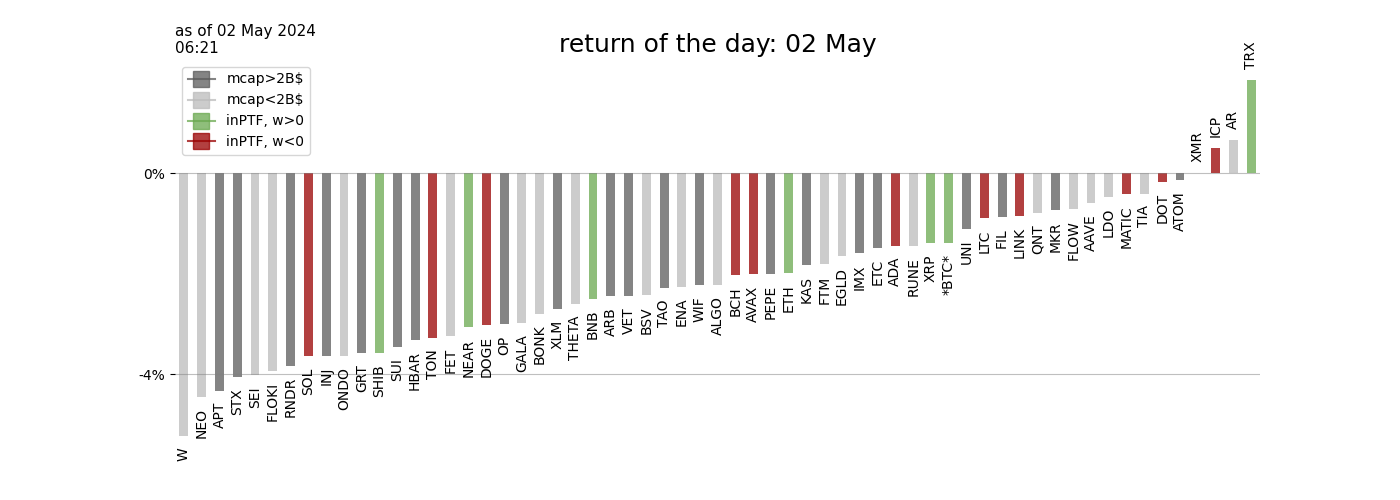 as of 02 May 2024
06:21
return of the day: 02 May
mcap>2B$
mcap<2B$
inPTF, w>0
inPTF, w<0
0%
-4%
W
NEO
APT
STX
SEI
FLOKI
RNDR
SOL
INJ
ONDO
GRT
SHIB
SUI
HBAR
TON
FET
NEAR
DOGE
OP
GALA
BONK
XLM
THETA
BNB
ARB
VET
BSV
TAO
ENA
WIF
ALGO
BCH
AVAX
PEPE
ETH
KAS
FTM
EGLD
IMX
ETC
ADA
RUNE
XRP
*BTC*
UNI
LTC
FIL
LINK
QNT
MKR
FLOW
AAVE
LDO
MATIC
TIA
DOT
ATOM
XMR
ICP
AR
TRX